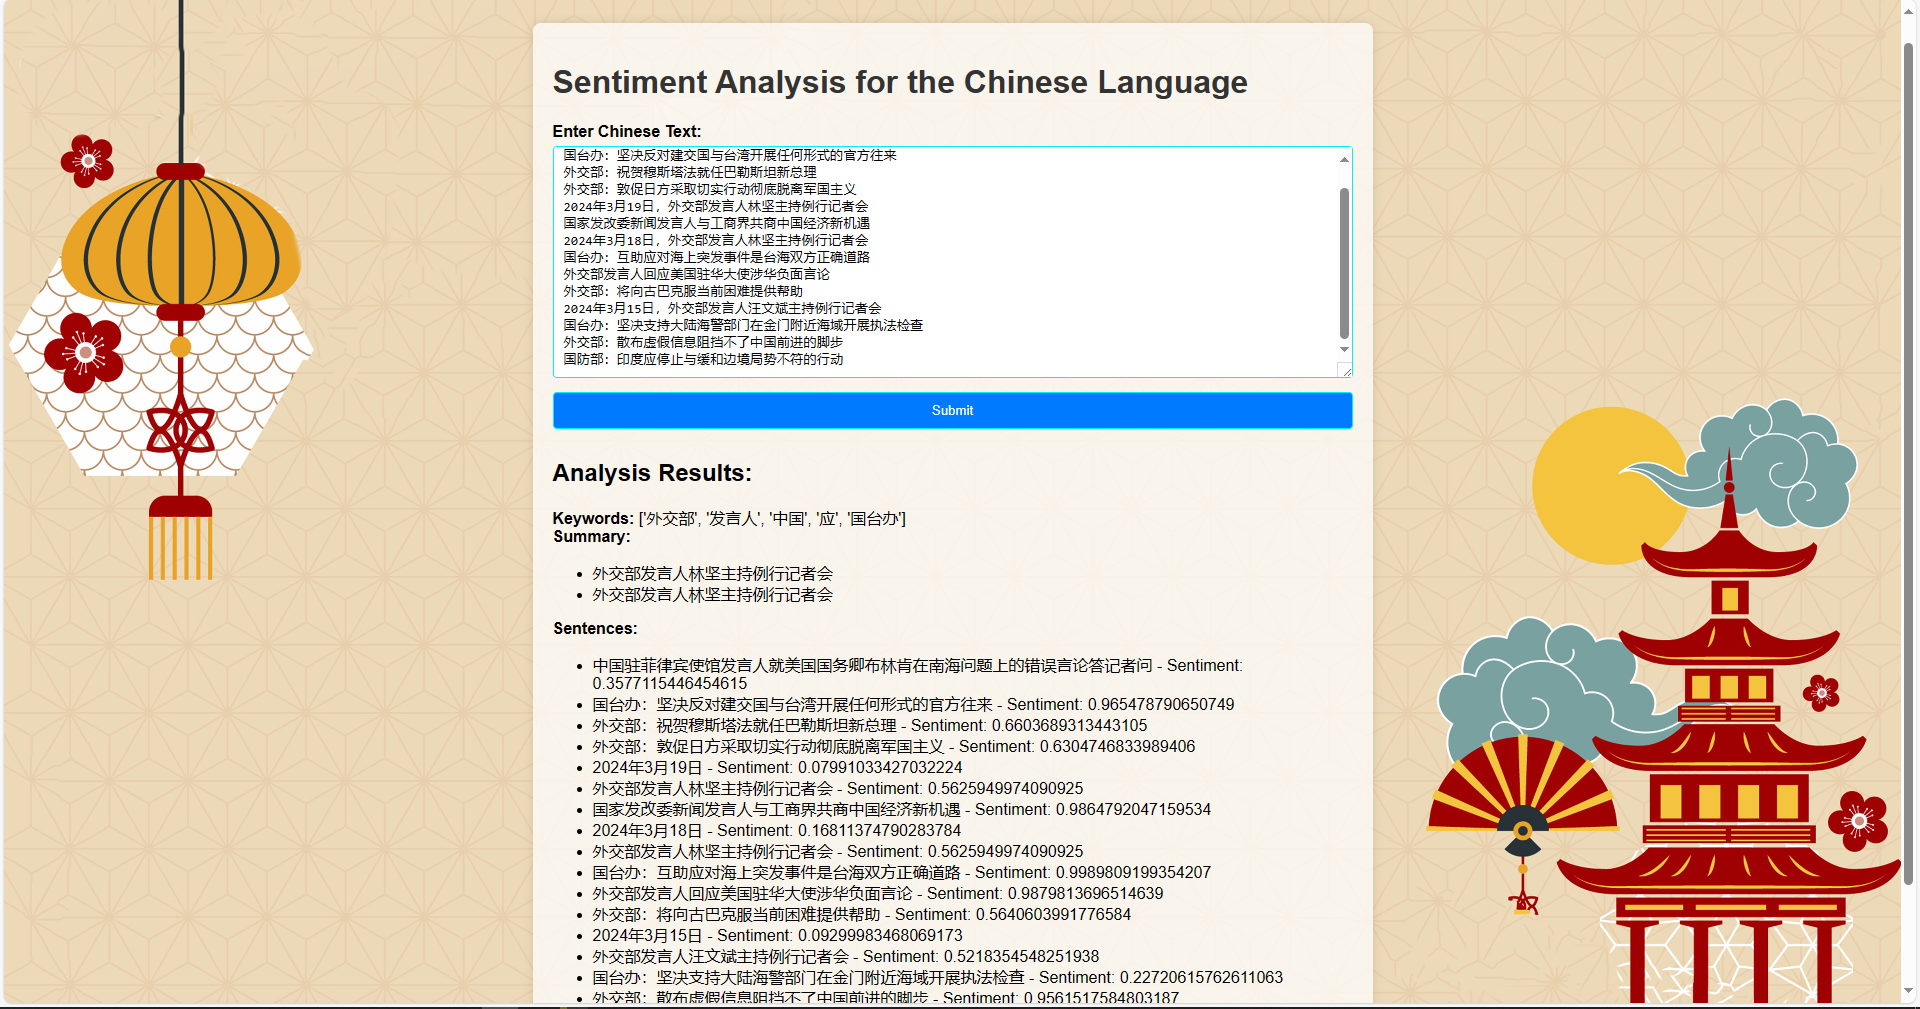 Sentiment Analysis for the Chinese Language
Enter Chinese Text:
国台办：坚决反对建交国与台湾开展任何形式的官方往来
外交部：祝贺穆斯塔法就任巴勒斯坦新总理
外交部：敦促日方采取切实行动彻底脱离军国主义
2024年3月19日，外交部发言人林坚主持例行记者会
国家发改委新闻发言人与工商界共商中国经济新机遇
2024年3月18日，外交部发言人林坚主持例行记者会
国台办：互助应对海上突发事件是台海双方正确道路
外交部发言人回应美国驻华大使涉华负面言论
外交部：将向古巴克服当前困难提供帮助
2024年3月15日，外交部发言人汪文斌主持例行记者会
国台办：坚决支持大陆海警部门在金门附近海域开展执法检查
外交部：散布虚假信息阻挡不了中国前进的脚步
国防部：印度应停止与缓和边境局势不符的行动
Submit
Analysis Results:
Keywords: ['外交部', '发言人', '中国', '应', '国台办']
Summary:
外交部发言人林坚主持例行记者会
外交部发言人林坚主持例行记者会
Sentences:
中国驻菲律宾使馆发言人就美国国务卿布林肯在南海问题上的错误言论答记者问 - Sentiment:
0.3577115446454615
国台办：坚决反对建交国与台湾开展任何形式的官方往来 - Sentiment: 0.965478790650749
外交部：祝贺穆斯塔法就任巴勒斯坦新总理 - Sentiment: 0.6603689313443105
外交部：敦促日方采取切实行动彻底脱离军国主义 - Sentiment: 0.6304746833989406
2024年3月19日 - Sentiment: 0.07991033427032224
外交部发言人林坚主持例行记者会 - Sentiment: 0.5625949974090925
国家发改委新闻发言人与工商界共商中国经济新机遇 - Sentiment: 0.9864792047159534
2024年3月18日 - Sentiment: 0.16811374790283784
外交部发言人林坚主持例行记者会 - Sentiment: 0.5625949974090925
国台办：互助应对海上突发事件是台海双方正确道路 - Sentiment: 0.9989809199354207
外交部发言人回应美国驻华大使涉华负面言论 - Sentiment: 0.9879813696514639
外交部：将向古巴克服当前困难提供帮助 - Sentiment: 0.5640603991776584
2024年3月15日 - Sentiment: 0.09299983468069173
外交部发言人汪文斌主持例行记者会 - Sentiment: 0.5218354548251938
国台办：坚决支持大陆海警部门在金门附近海域开展执法检查 - Sentiment: 0.22720615762611063
外交部：散布虚假信息阻挡不了中国前进的脚步 - Sentiment: 0.9561517584803187